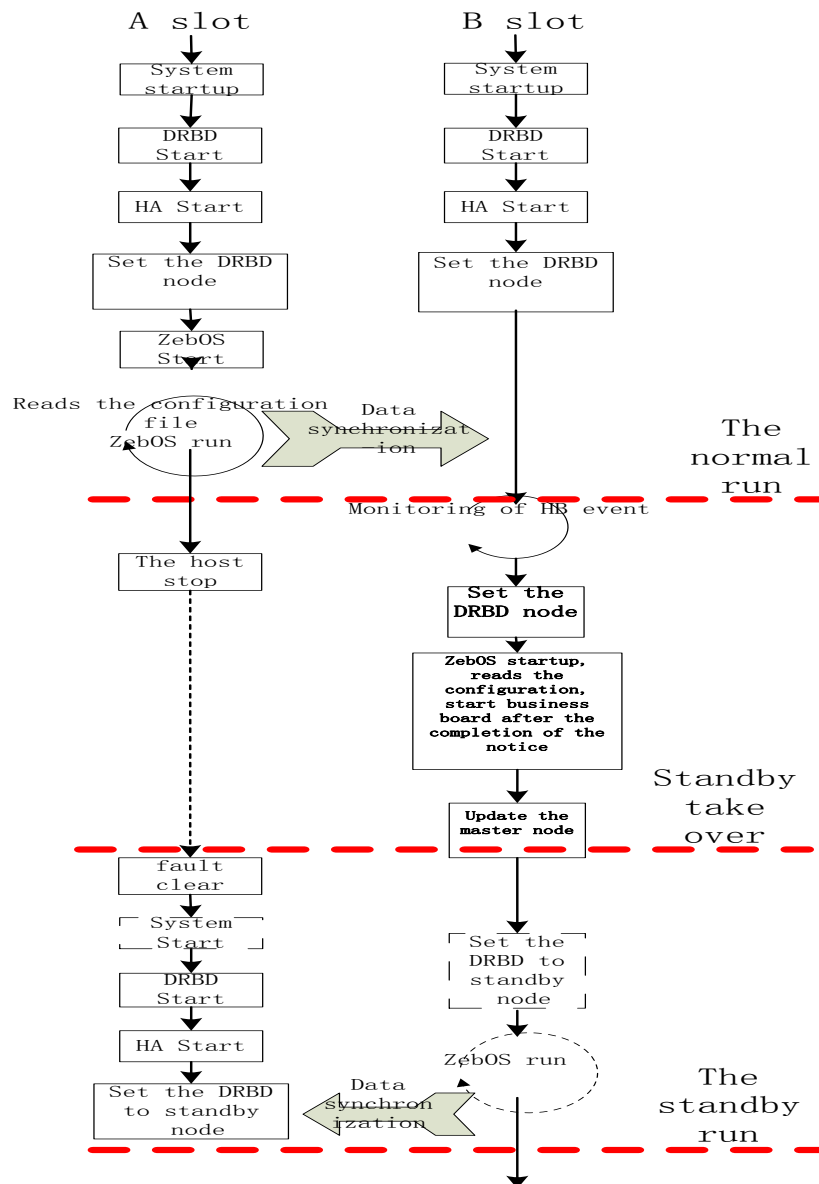 A slot
B slot
System
startup
System
startup
DRBD
Start
DRBD
Start
HA Start
HA Start
Set the DRBD
node
Set the DRBD
node
ZebOS
Start
Reads the configuration
file
ZebOS run
Data
synchronizat
-ion
The
normal
run
Monitoring of HB event
The host
stop
Set the
DRBD node
ZebOS startup,
reads the
configuration,
start business
board after the
completion of the
notice
Standby
take
over
Update the
master node
fault
clear
System
Start
Set the
DRBD to
standby
node
DRBD
Start
HA Start
ZebOS run
Set the DRBD
to standby
node
Data
synchron
ization
The
standby
run